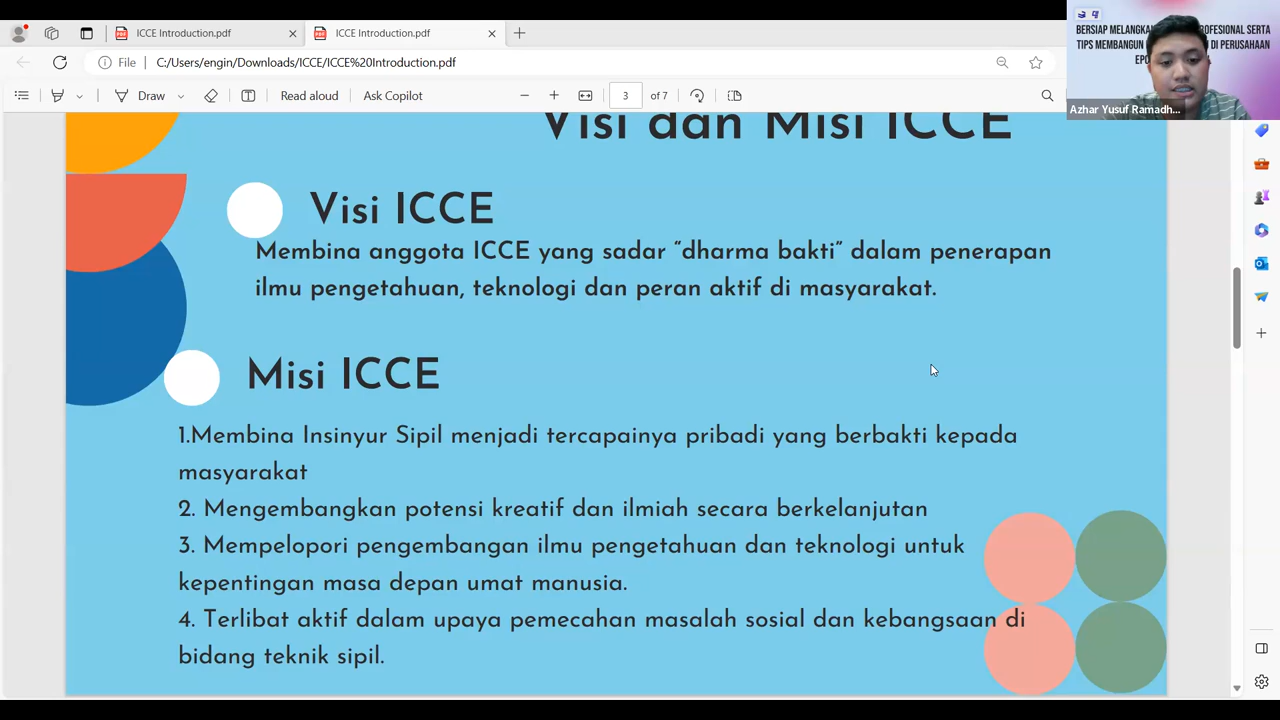 ICCE Introduction.pdf
ICCE Introduction.pdf
File
C:/Users/engin/Downloads/ICCE/ICCE%20Introduction.pdf
Draw
Read aloud
Ask Copilot
3 of 7
BERSIAP MELANGKA
OFESIONAL SERTA
TIPS MEMBANGUN
DI PERUSAHAAN
Azhar Yusuf Ramadh...
Visi dan Misi ICCE
Visi ICCE
Membina anggota ICCE yang sadar “dharma bakti” dalam penerapan
ilmu pengetahuan, teknologi dan peran aktif di masyarakat.
Misi ICCE
1.Membina Insinyur Sipil menjadi tercapainya pribadi yang berbakti kepada
masyarakat
2. Mengembangkan potensi kreatif dan ilmiah secara berkelanjutan
3. Mempelopori pengembangan ilmu pengetahuan dan teknologi untuk
kepentingan masa depan umat manusia.
4. Terlibat aktif dalam upaya pemecahan masalah sosial dan kebangsaan di
bidang teknik sipil.